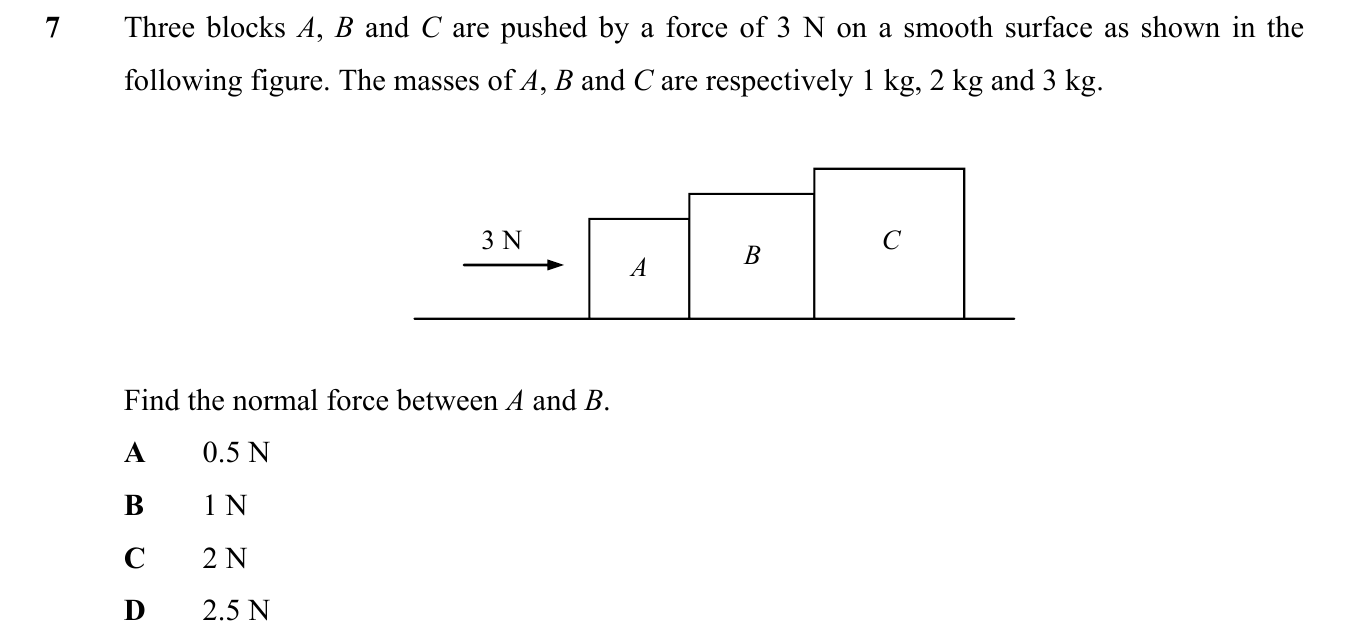 7 Three blocks A, B and C are pushed by a force of 3 N on a smooth surface as shown in the
following figure. The masses of A, B and C are respectively 1 kg, 2 kg and 3 kg.
3 N
A
B
C
Find the normal force between A and B.
A 0.5 N
B 1 N
C 2 N
D 2.5 N